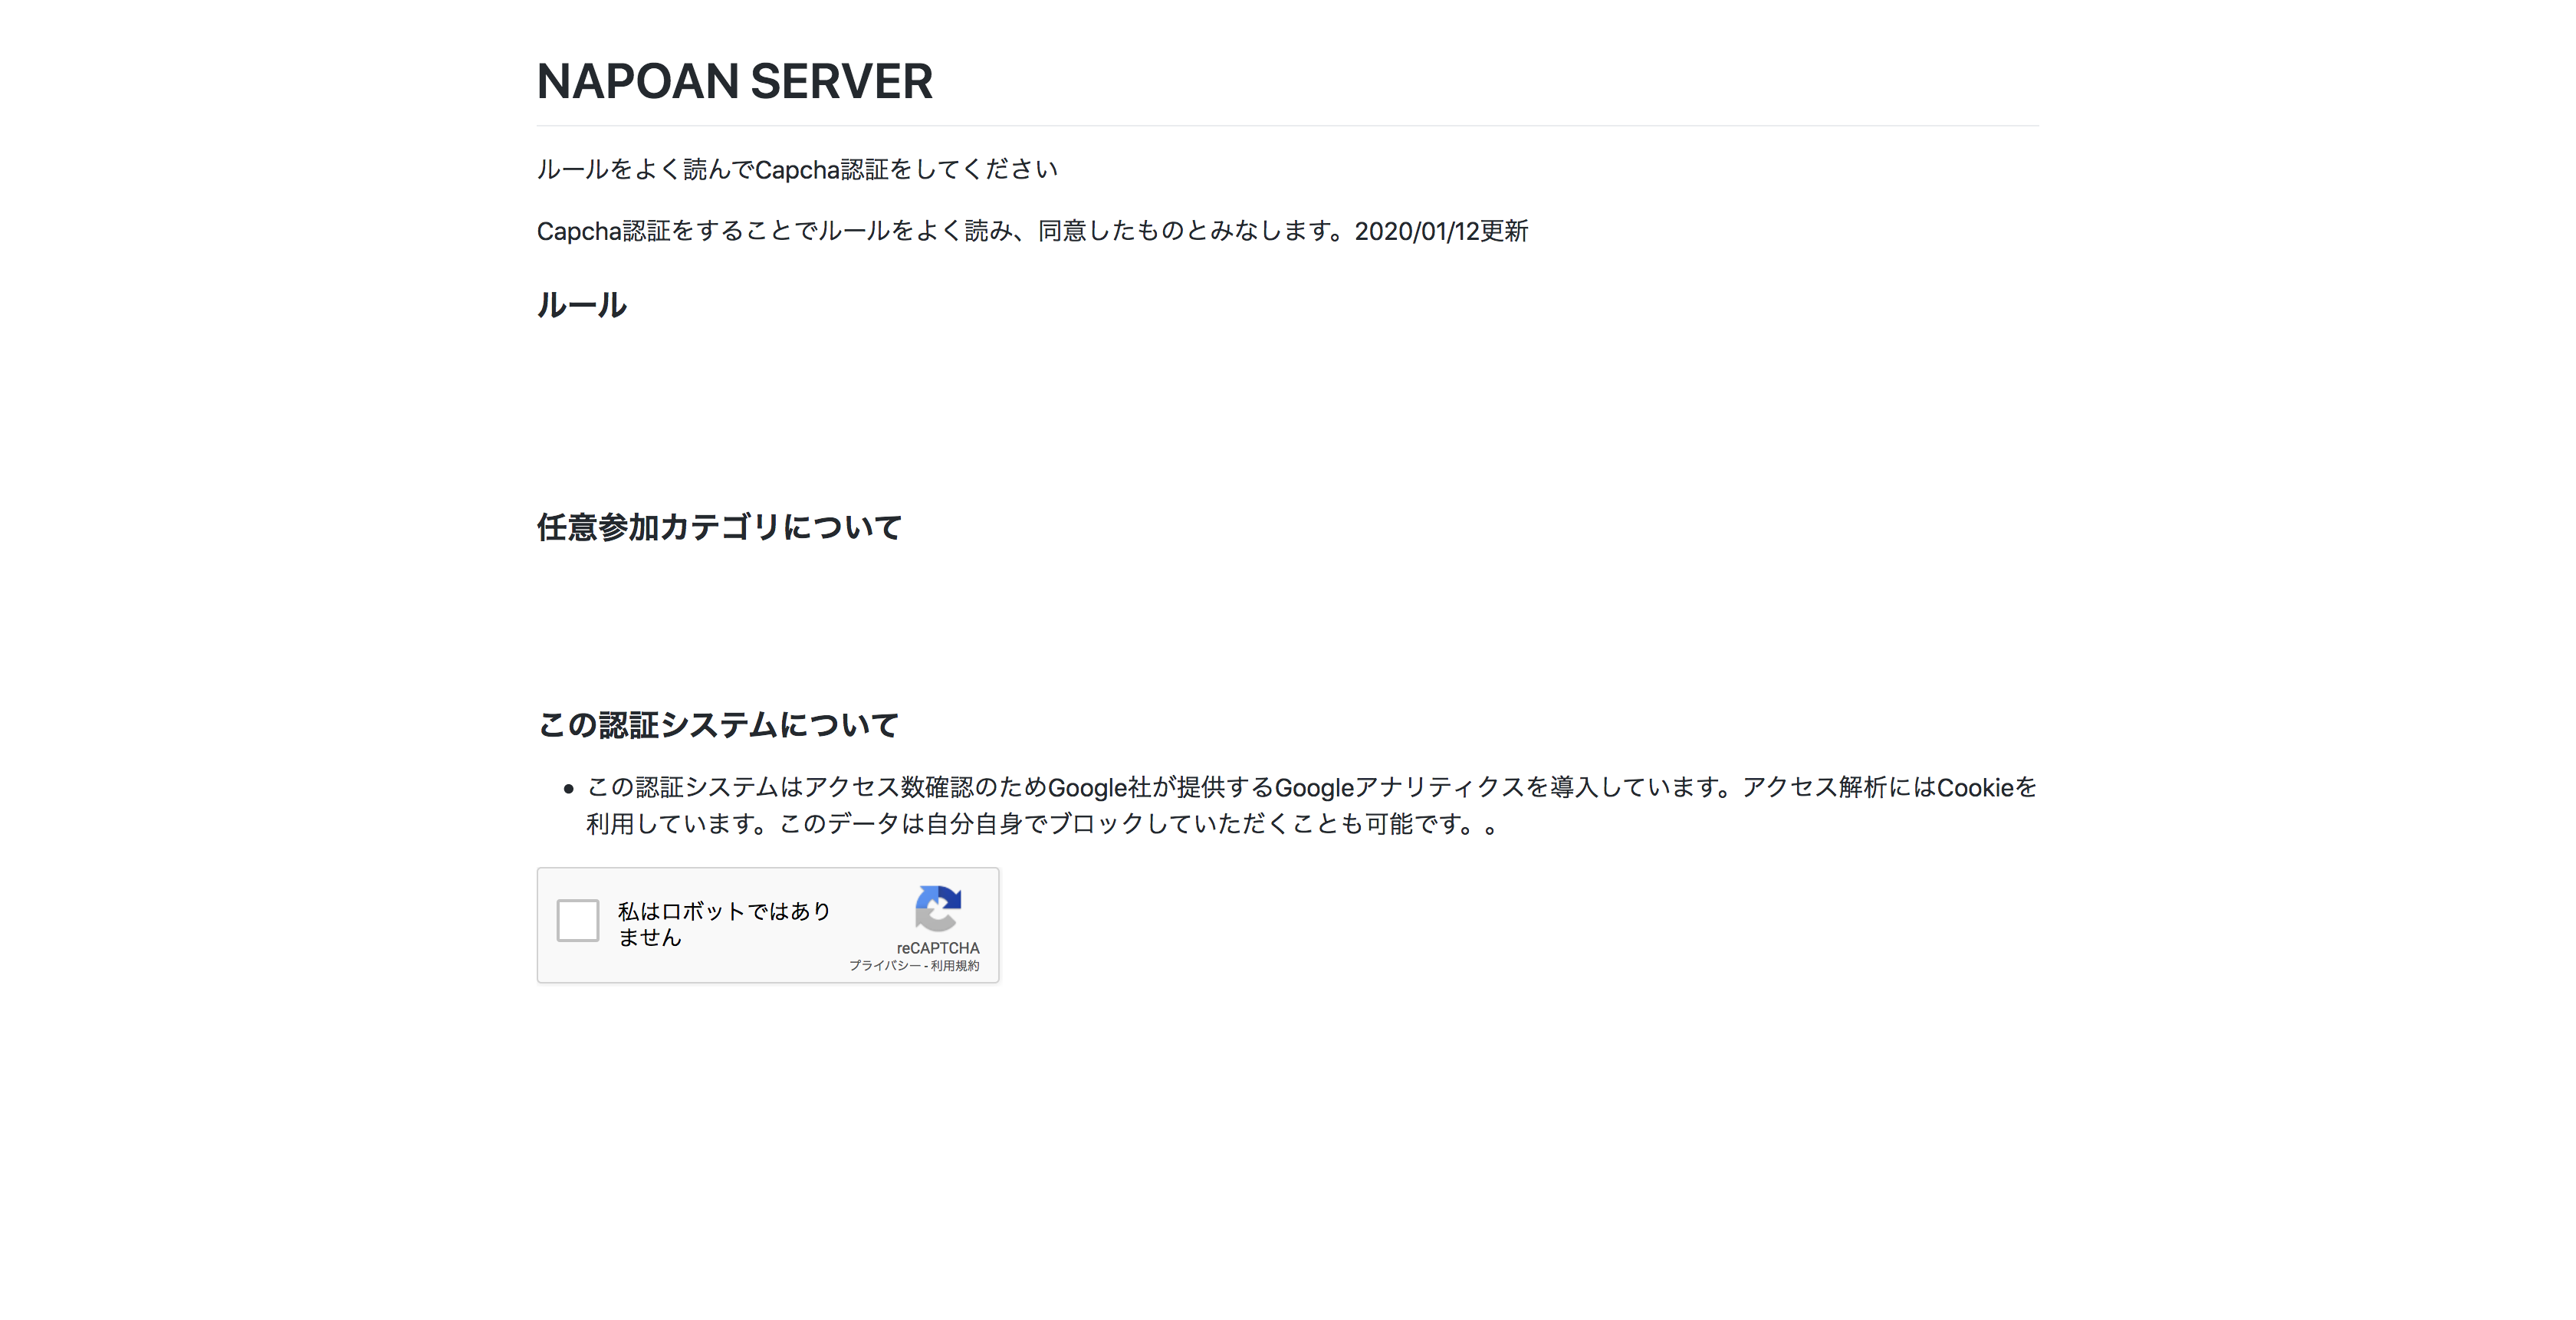 NAPOAN SERVER
ルールをよく読んでCapcha認証をしてください
Capcha認証をすることでルールをよく読み、同意したものとみなします。2020/01/12更新
ルール
任意参加カテゴリについて
この認証システムについて
この認証システムはアクセス数確認のためGoogle社が提供するGoogleアナリティクスを導入しています。アクセス解析にはCookieを
利用しています。このデータは自分自身でブロックしていただくことも可能です。。
私はロボットではあり
ません
reCAPTCHA
プライバシー - 利用規約